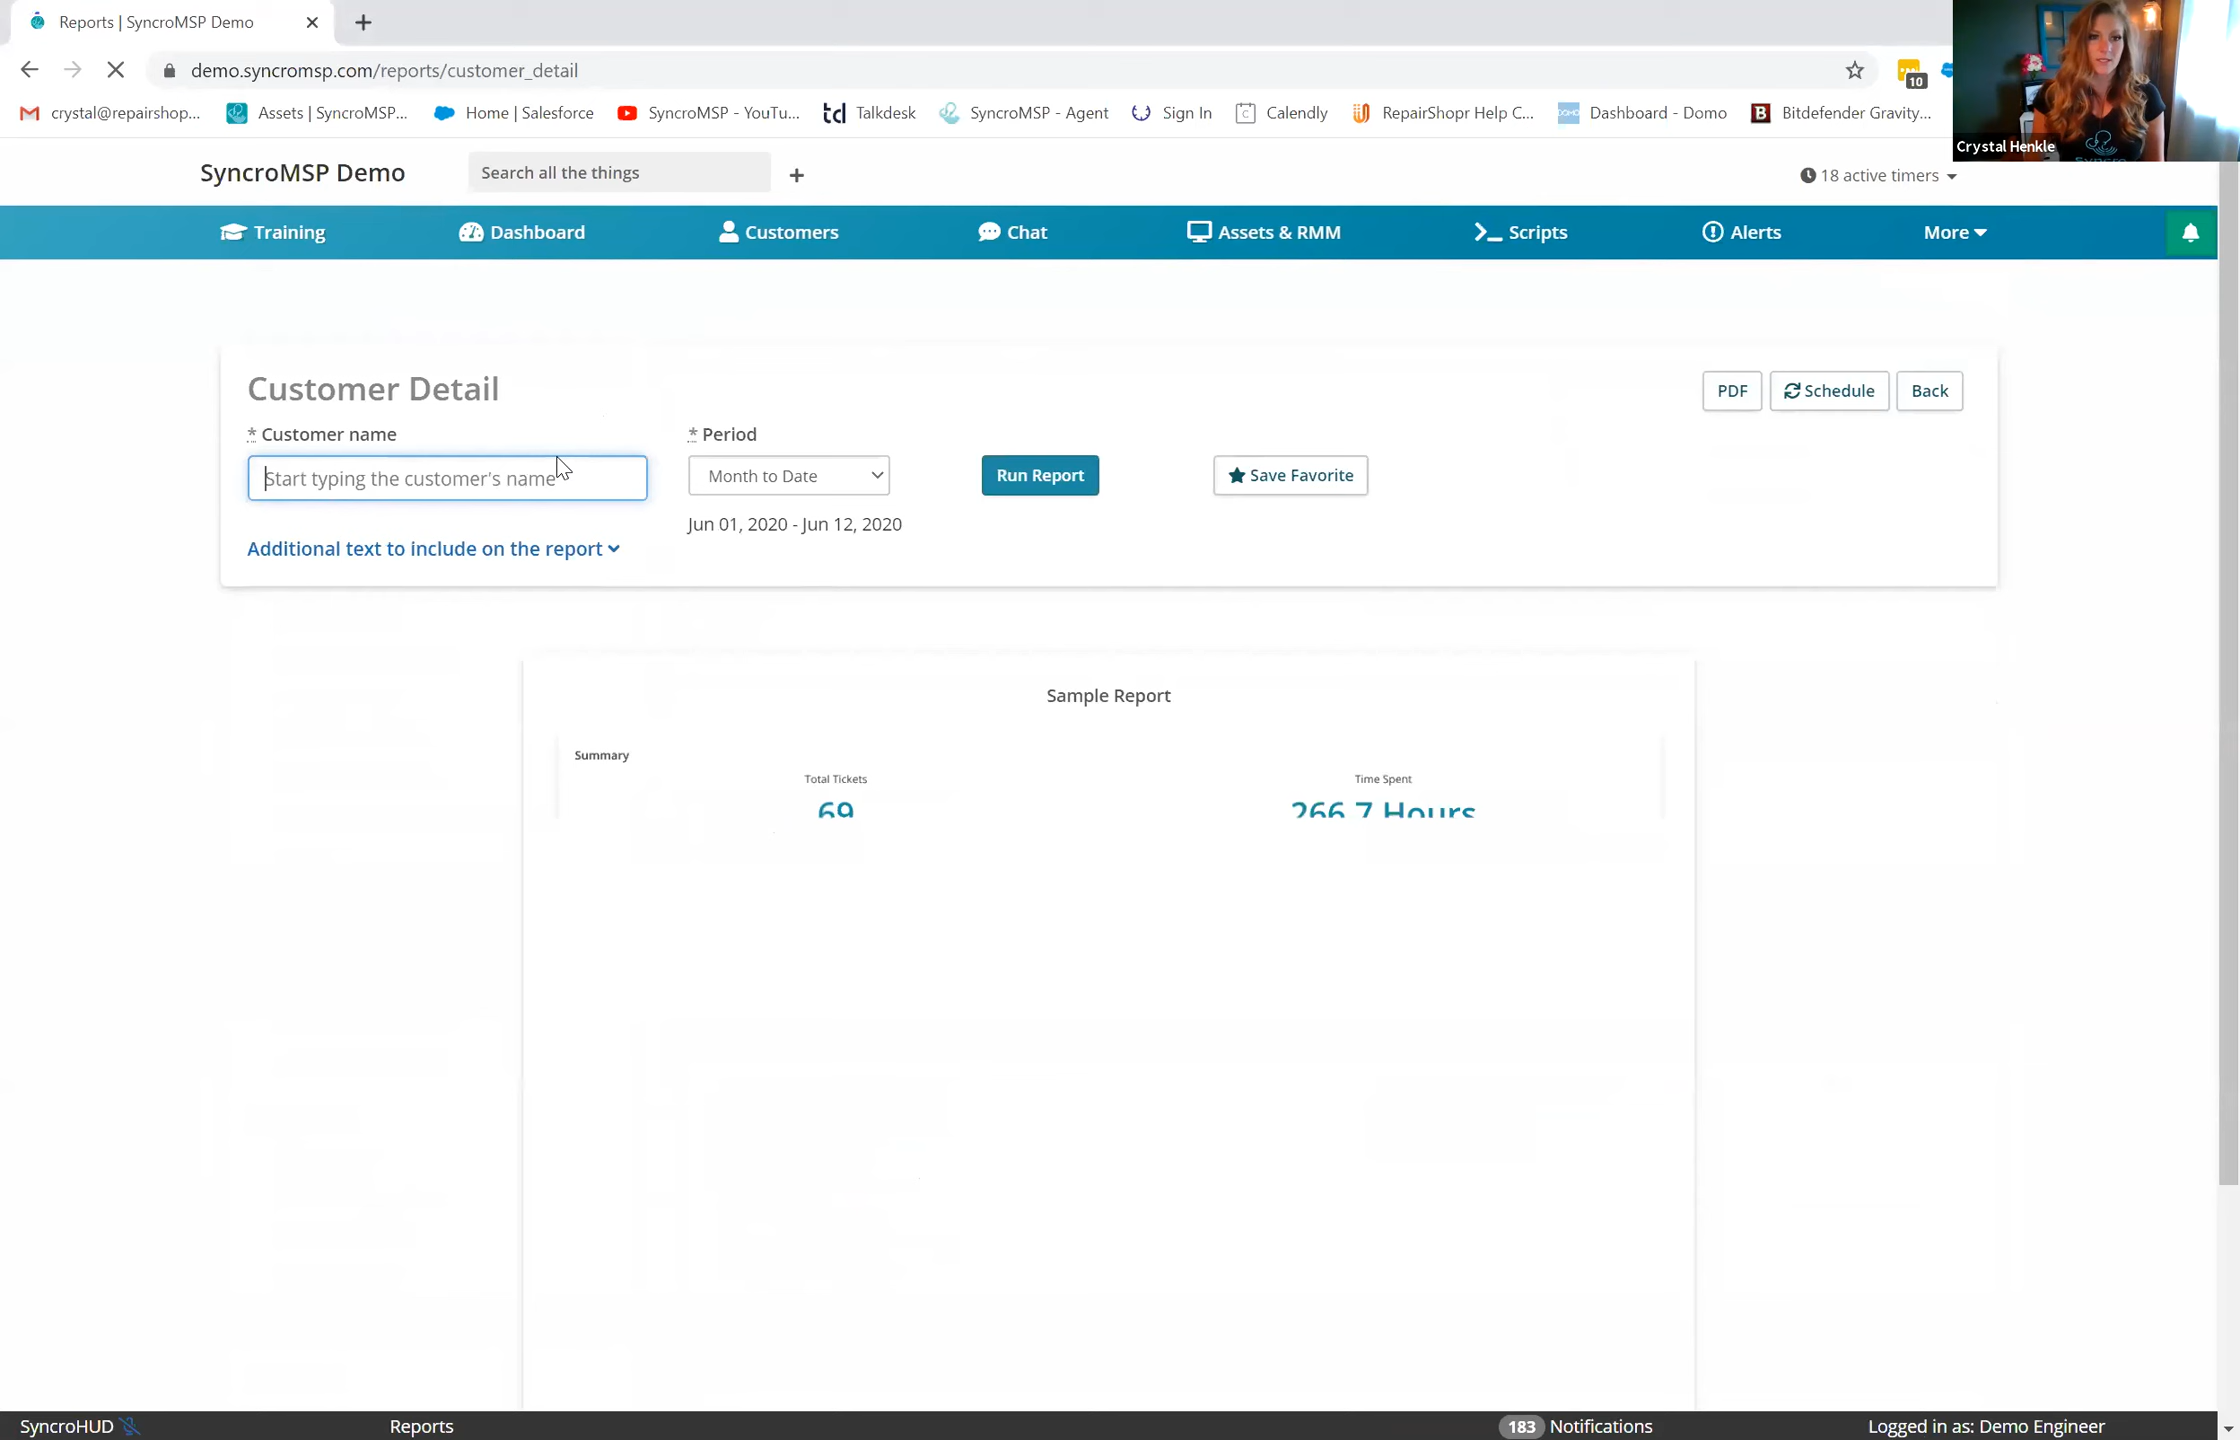 Reports | SyncroMSP Demo
demo.syncromsp.com/reports/customer_detail
10
crystal@repairshop...
Assets | SyncroMSP...
Home | Salesforce
SyncroMSP - YouTu...
td Talkdesk
SyncroMSP - Agent
Sign In
Calendly
RepairShopr Help C...
DOMO Dashboard - Domo
B Bitdefender Gravity...
Crystal Henkle
Syncro
SyncroMSP Demo
Search all the things
+
18 active timers
Training
Dashboard
Customers
Chat
Assets & RMM
Scripts
Alerts
More
Customer Detail
PDF
Schedule
Back
* Customer name
* Period
Start typing the customer's name
Month to Date
Run Report
Save Favorite
Jun 01, 2020 - Jun 12, 2020
Additional text to include on the report
Sample Report
Summary
Total Tickets
Time Spent
69
266.7 Hours
SyncroHUD
Reports
183 Notifications
Logged in as: Demo Engineer